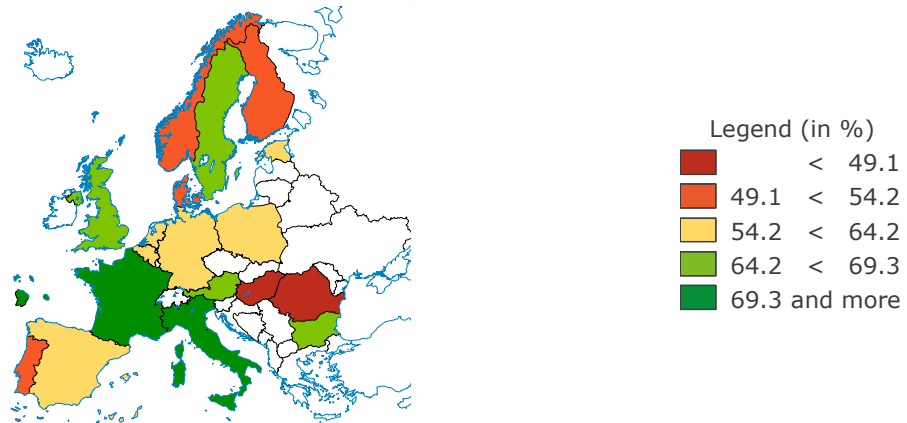 Legend (in %)
< 49.1
49.1 < 54.2
54.2 < 64.2
64.2 < 69.3
69.3 and more